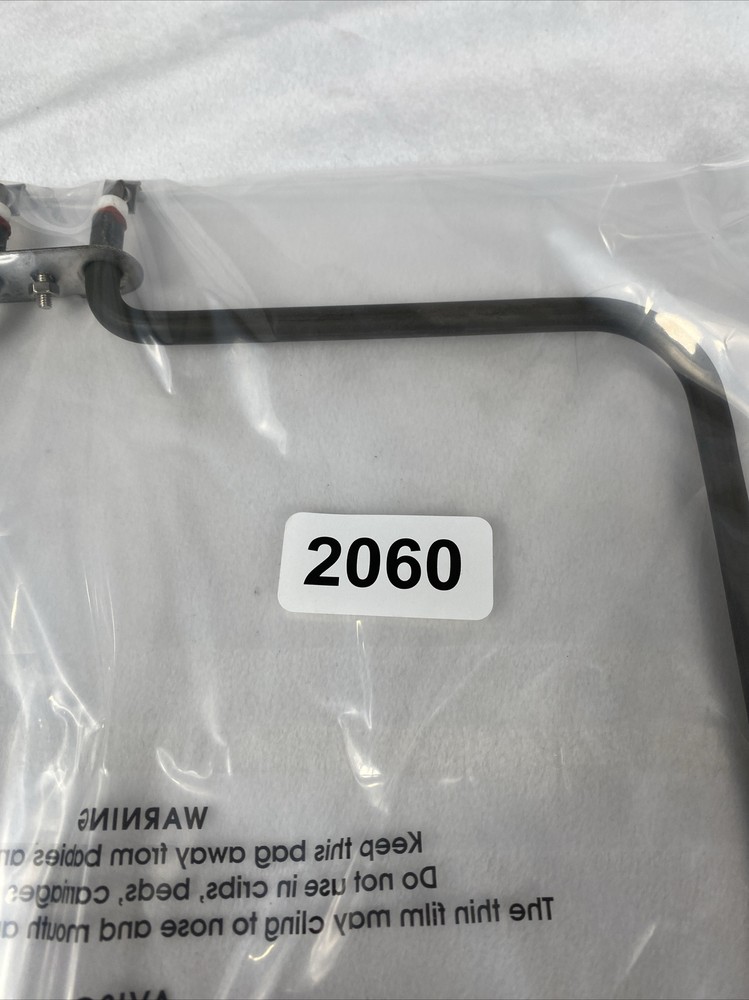 2060
WARNING
Keep this bag away from babies
Do not use in cribs, beds, carriages
The thin film may cling to nose and mouth